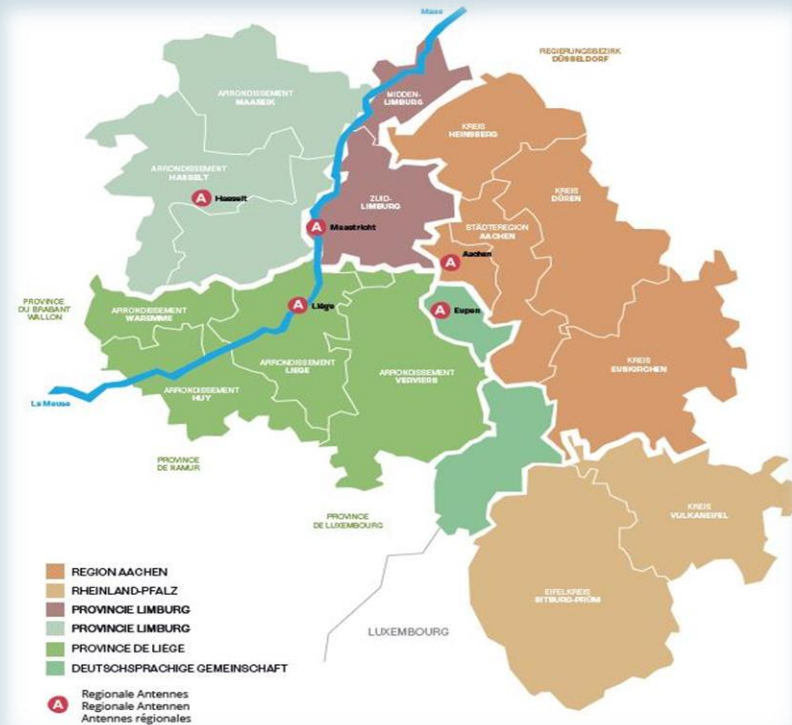 Maas
REGIERUNGSBEZIRK
DÜSSELDORF
ARRONDISSEMENT
MAASEIK
MIDDEN-
LIMBURG
KREIS
HEINSBERG
ARRONDISSEMENT
HASSELT
A Hasselt
ZUID-
LIMBURG
KREIS
DÜREN
A Maastricht
STÄDTEREGION
AACHEN
A Aachen
PROVINCE
DU BRABANT
WALLON
ARRONDISSEMENT
WAREMME
A Liège
A Eupen
ARRONDISSEMENT
LIEGE
ARRONDISSEMENT
VERVIERS
KREIS
EUSKIRCHEN
ARRONDISSEMENT
HUY
La Meuse
PROVINCE
DE NAMUR
PROVINCE
DE LUXEMBOURG
KREIS
VULKANEIFEL
EIFELKREIS
BITBURG-PRÜM
LUXEMBOURG
REGION AACHEN
RHEINLAND-PFALZ
PROVINCIE LIMBURG
PROVINCIE LIMBURG
PROVINCE DE LIÈGE
DEUTSCHSPRACHIGE GEMEINSCHAFT
A
Regionale Antennes
Regionale Antennen
Antennes régionales